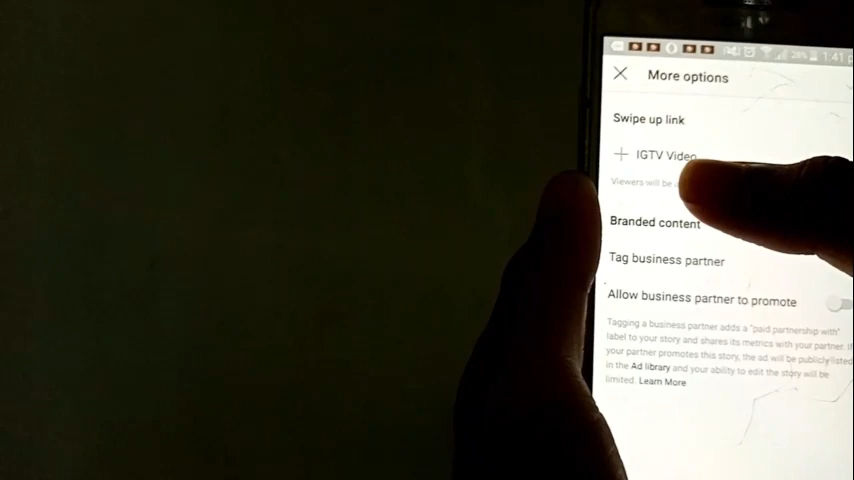 28% 1:41
More options
Swipe up link
IGTV Video
Viewers will be
Branded content
Tag business partner
Allow business partner to promote
Tagging a business partner adds a "paid partnership with"
label to your story and shares its metrics with your partner. If
your partner promotes this story, the ad will be publicly listed
in the Ad library and your ability to edit the story will be
limited. Learn More